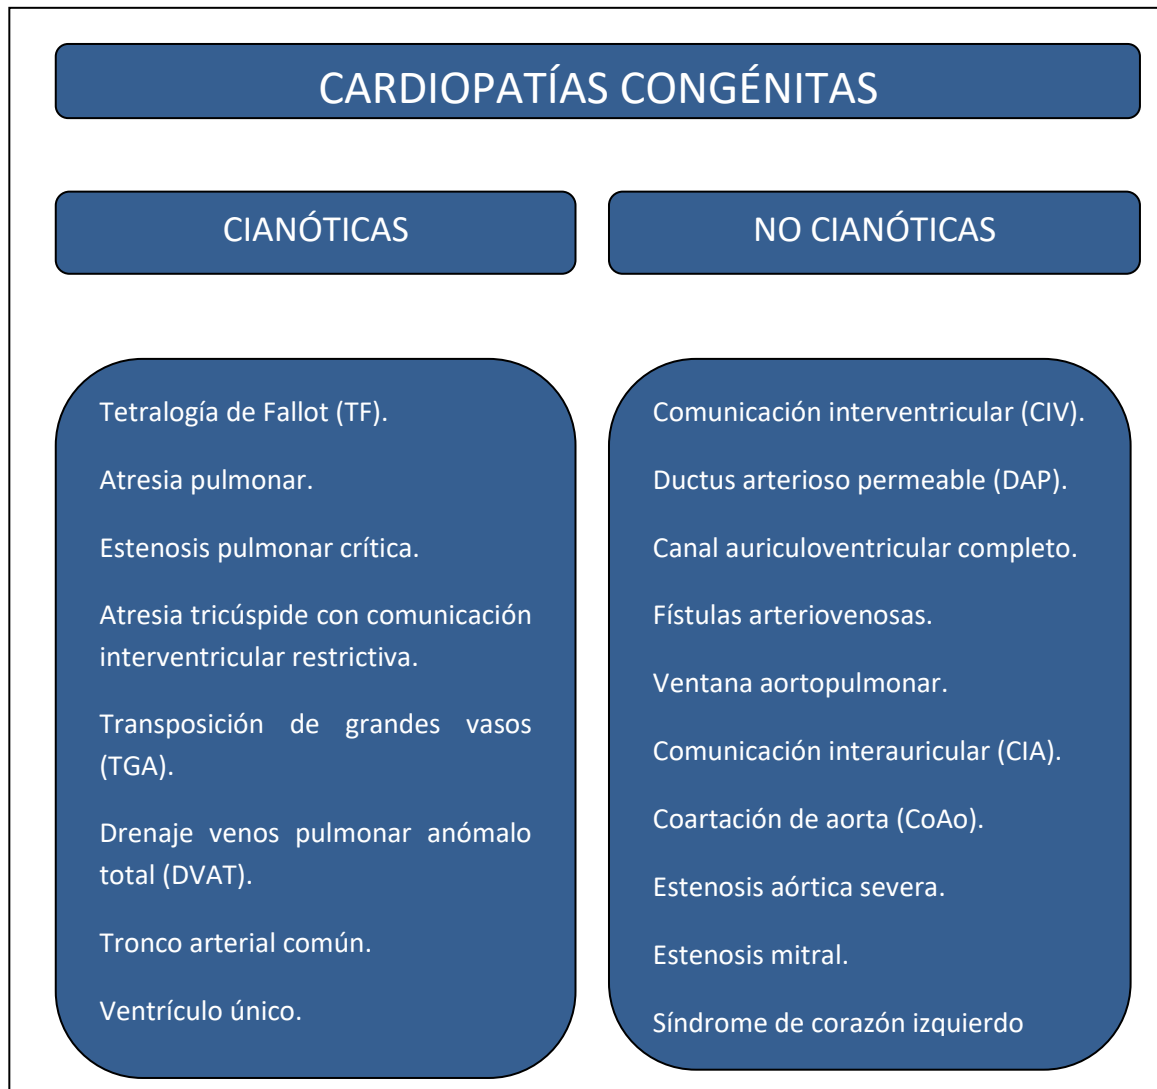 CARDIOPATÍAS CONGÉNITAS
CIANÓTICAS
NO CIANÓTICAS
Tetralogía de Fallot (TF).
Atresia pulmonar.
Estenosis pulmonar crítica.
Atresia tricúspide con comunicación
interventricular restrictiva.
Transposición de grandes vasos
(TGA).
Drenaje venos pulmonar anómalo
total (DVAT).
Tronco arterial común.
Ventrículo único.
Comunicación interventricular (CIV).
Ductus arterioso permeable (DAP).
Canal auriculoventricular completo.
Fístulas arteriovenosas.
Ventana aortopulmonar.
Comunicación interauricular (CIA).
Coartación de aorta (CoAo).
Estenosis aórtica severa.
Estenosis mitral.
Síndrome de corazón izquierdo